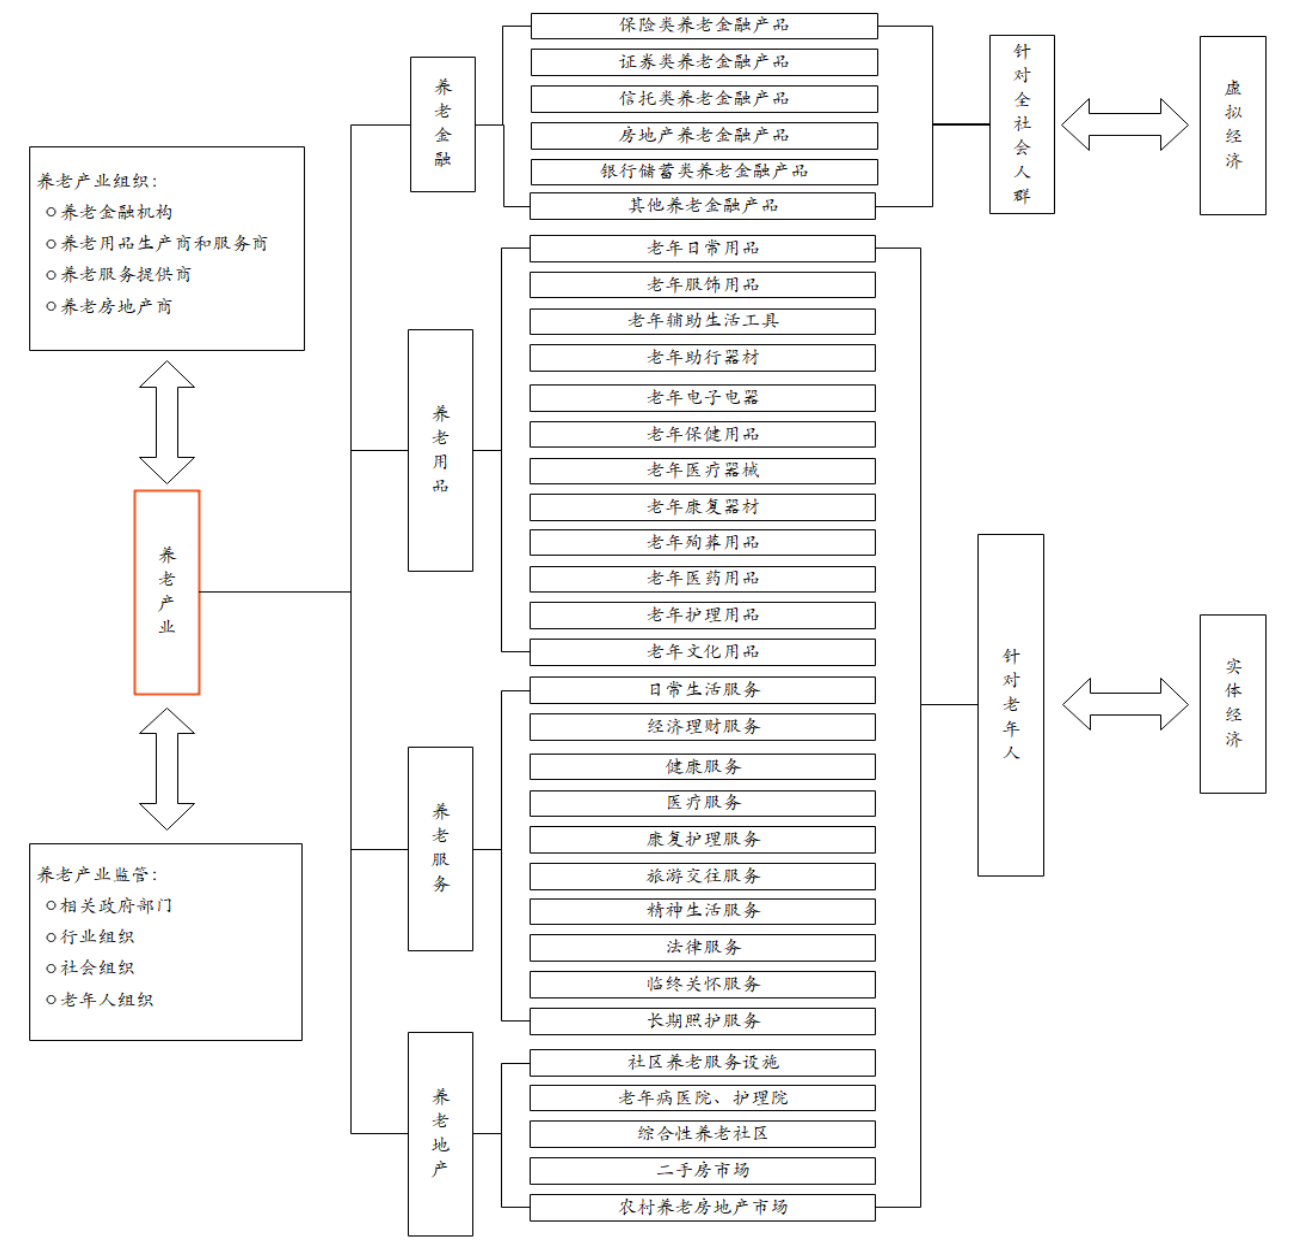 养老产业组织：
养老金融机构
养老用品生产商和服务商
养老服务提供商
养老房地产商
养老产业
养老产业监管：
相关政府部门
行业组织
社会组织
老年人组织
养老金融
保险类养老金融产品
证券类养老金融产品
信托类养老金融产品
房地产养老金融产品
银行储蓄类养老金融产品
其他养老金融产品
养老用品
老年日常用品
老年服饰用品
老年辅助生活工具
老年助行器材
老年电子电器
老年保健用品
老年医疗器械
老年康复器材
老年殉葬用品
老年医药用品
老年护理用品
老年文化用品
养老服务
日常生活服务
经济理财服务
健康服务
医疗服务
康复护理服务
旅游交往服务
精神生活服务
法律服务
临终关怀服务
长期照护服务
养老地产
社区养老服务设施
老年病医院、护理院
综合性养老社区
二手房市场
农村养老房地产市场
针对全社会人群
虚拟经济
针对老年人
实体经济